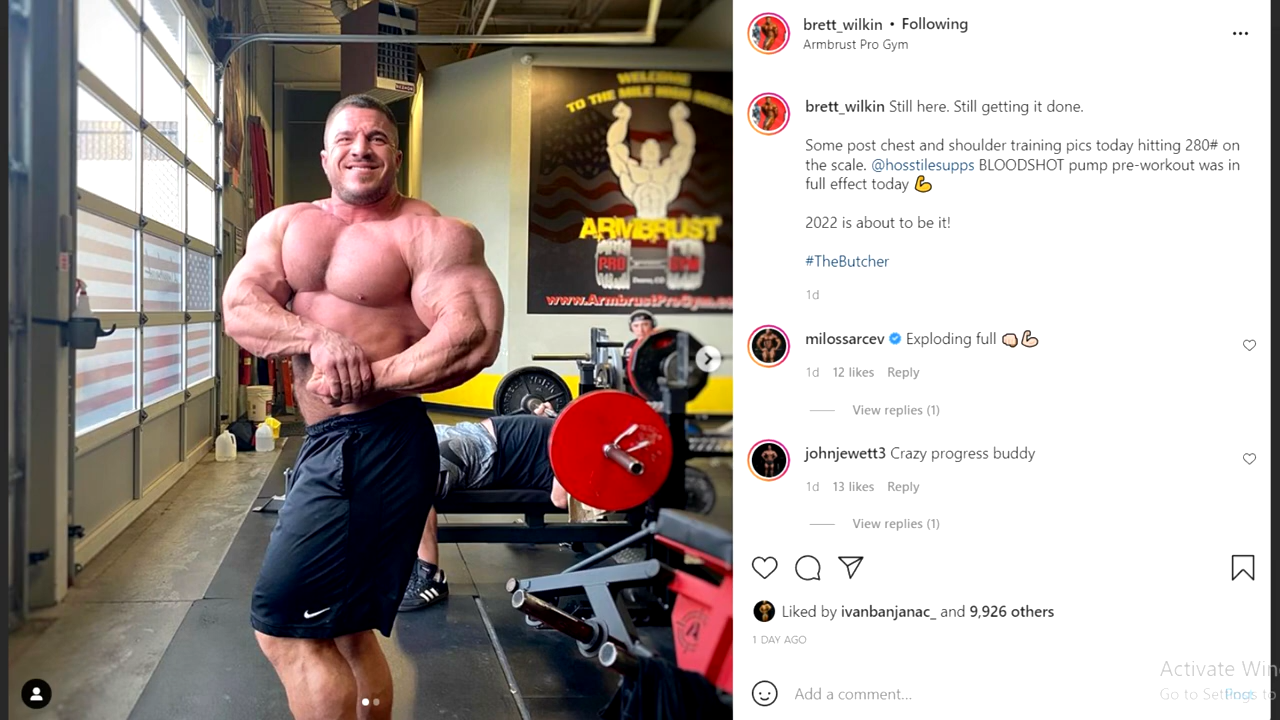 WELCOME
TO THE MILE HIGH
ARMBRUST
PRO GYM
Denver, CO
www.ArmbrustProGym.com
brett_wilkin • Following
Armbrust Pro Gym
brett_wilkin Still here. Still getting it done.
Some post chest and shoulder training pics today hitting 280# on
the scale. @hosstilesupps BLOODSHOT pump pre-workout was in
full effect today 💪
2022 is about to be it!
#TheButcher
1d
milossarcev Exploding full 👊🏻💪🏻
1d 12 likes Reply
View replies (1)
johnjewett3 Crazy progress buddy
1d 13 likes Reply
View replies (1)
Liked by ivanbanjanac_ and 9,926 others
1 DAY AGO
Add a comment...
Post
Activate Win
Go to Settings to